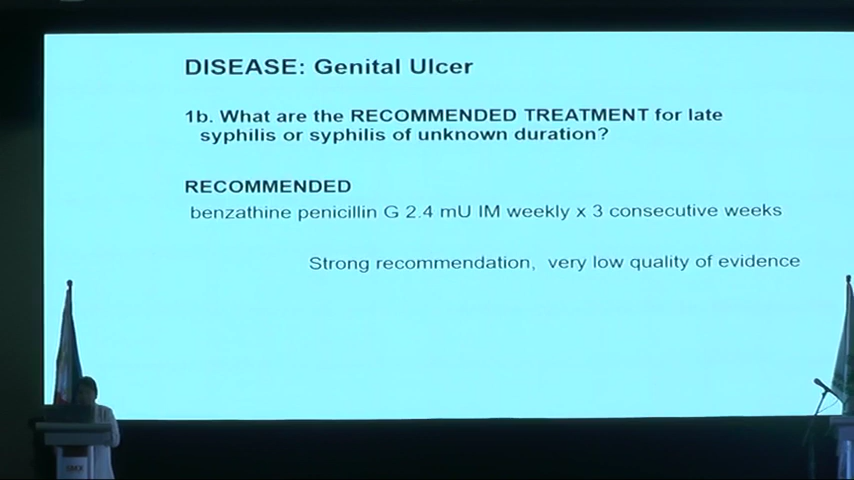 DISEASE: Genital Ulcer
1b. What are the RECOMMENDED TREATMENT for late
syphilis or syphilis of unknown duration?
RECOMMENDED
benzathine penicillin G 2.4 mU IM weekly x 3 consecutive weeks
Strong recommendation, very low quality of evidence